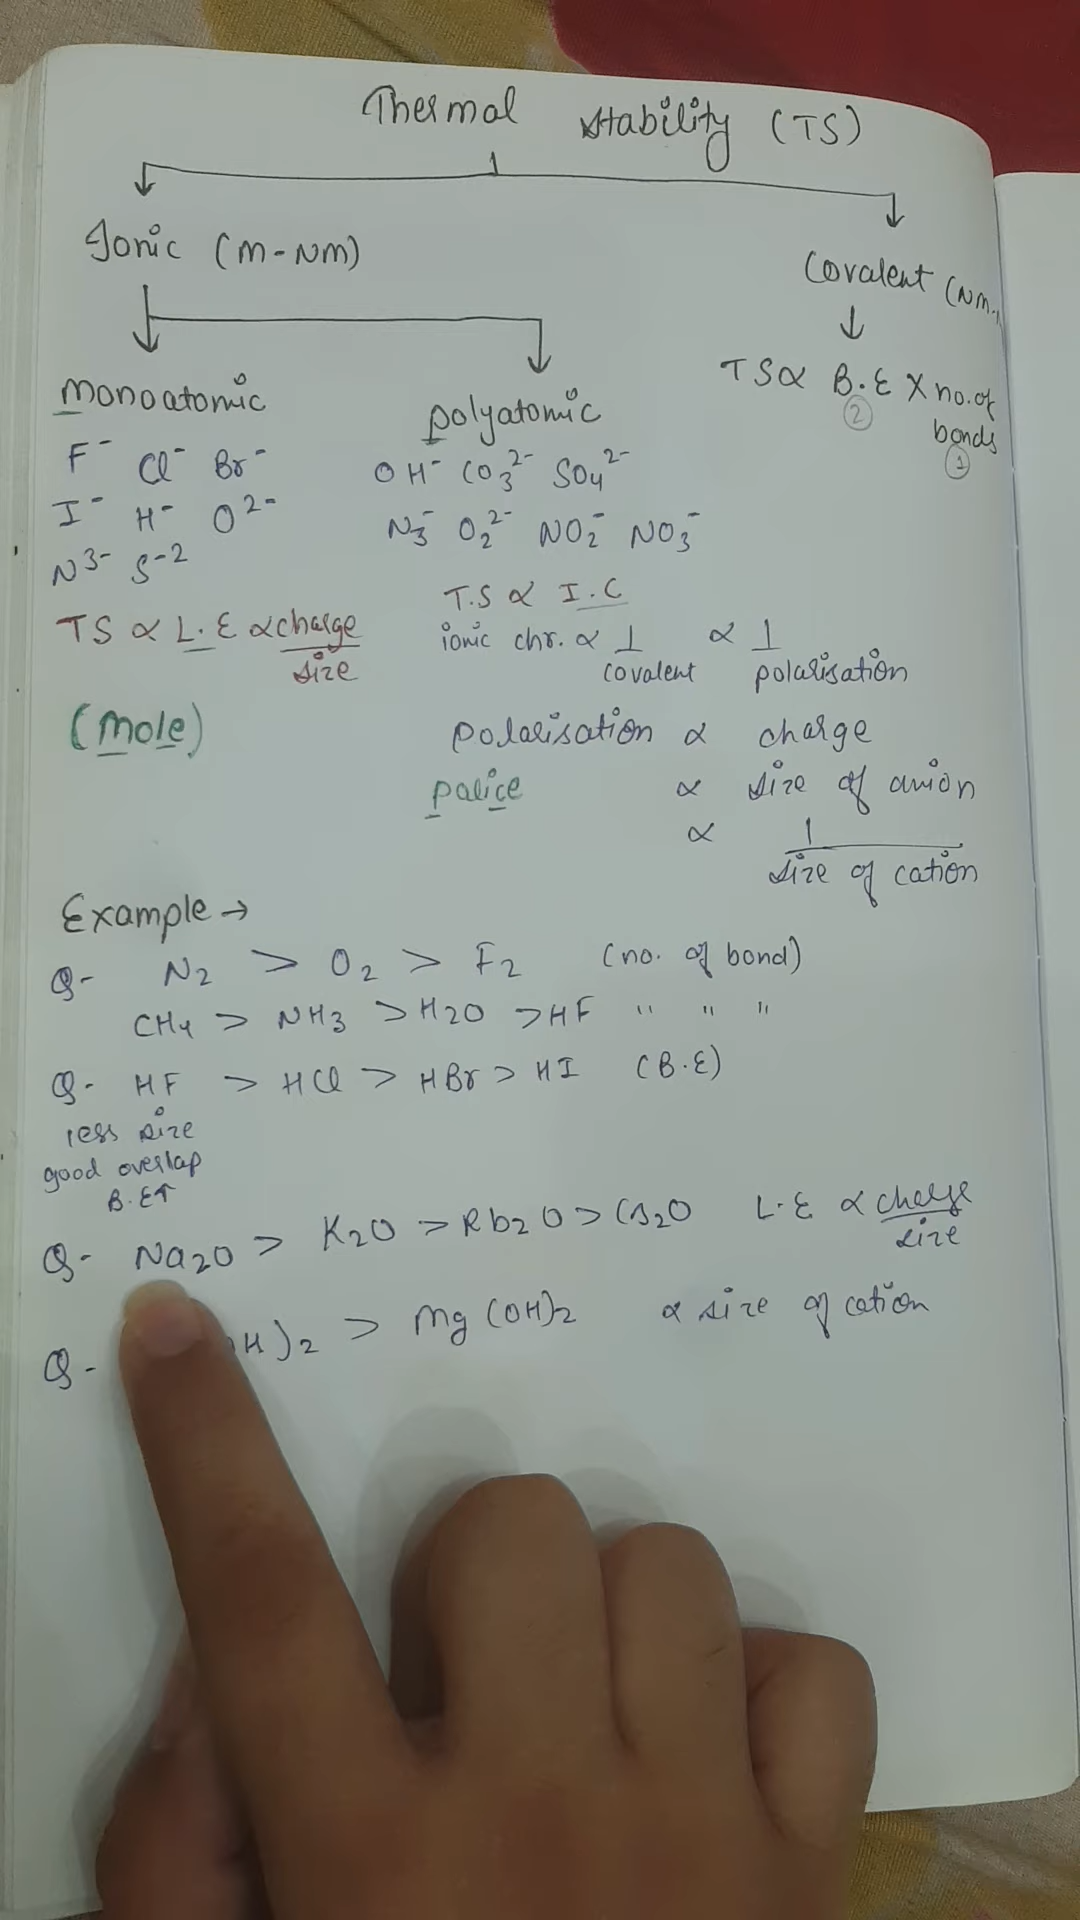 Thermal stability (TS)
Ionic (M-NM)
Covalent (NM-
Monoatomic
F⁻ Cl⁻ Br⁻
I⁻ H⁻ O²⁻
N³⁻ S⁻²
TS ∝ L.E ∝ charge/size
(Mole)
polyatomic
OH⁻ CO₃²⁻ SO₄²⁻
N₃⁻ O₂²⁻ NO₂⁻ NO₃⁻
T.S ∝ I.C
ionic chr. ∝ 1/covalent ∝ 1/polarisation
Polarisation ∝ charge
∝ size of anion
∝ 1/size of cation
palice
TS ∝ B.E × no. of bonds
② ①
Example →
Q- N₂ > O₂ > F₂ (no. of bond)
CH₄ > NH₃ > H₂O > HF " " "
Q- HF > HCl > HBr > HI (B.E)
less size
good overlap
B.E↑
Q- Na₂O > K₂O > Rb₂O > Cs₂O L.E ∝ charge/size
Q- H)₂ > Mg(OH)₂ ∝ size of cation